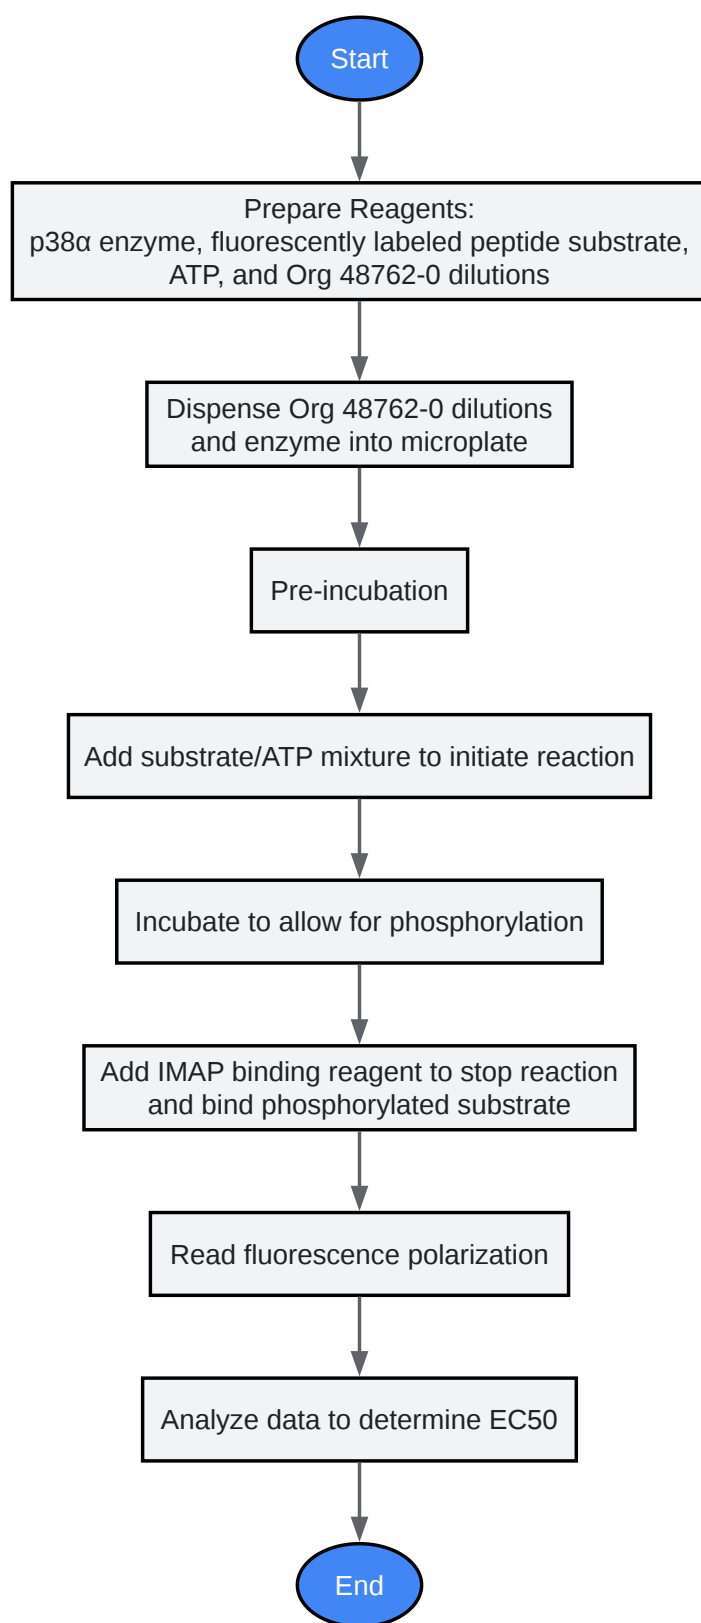 Start
Prepare Reagents:
p38α enzyme, fluorescently labeled peptide substrate,
ATP, and Org 48762-0 dilutions
Dispense Org 48762-0 dilutions
and enzyme into microplate
Pre-incubation
Add substrate/ATP mixture to initiate reaction
Incubate to allow for phosphorylation
Add IMAP binding reagent to stop reaction
and bind phosphorylated substrate
Read fluorescence polarization
Analyze data to determine EC50
End